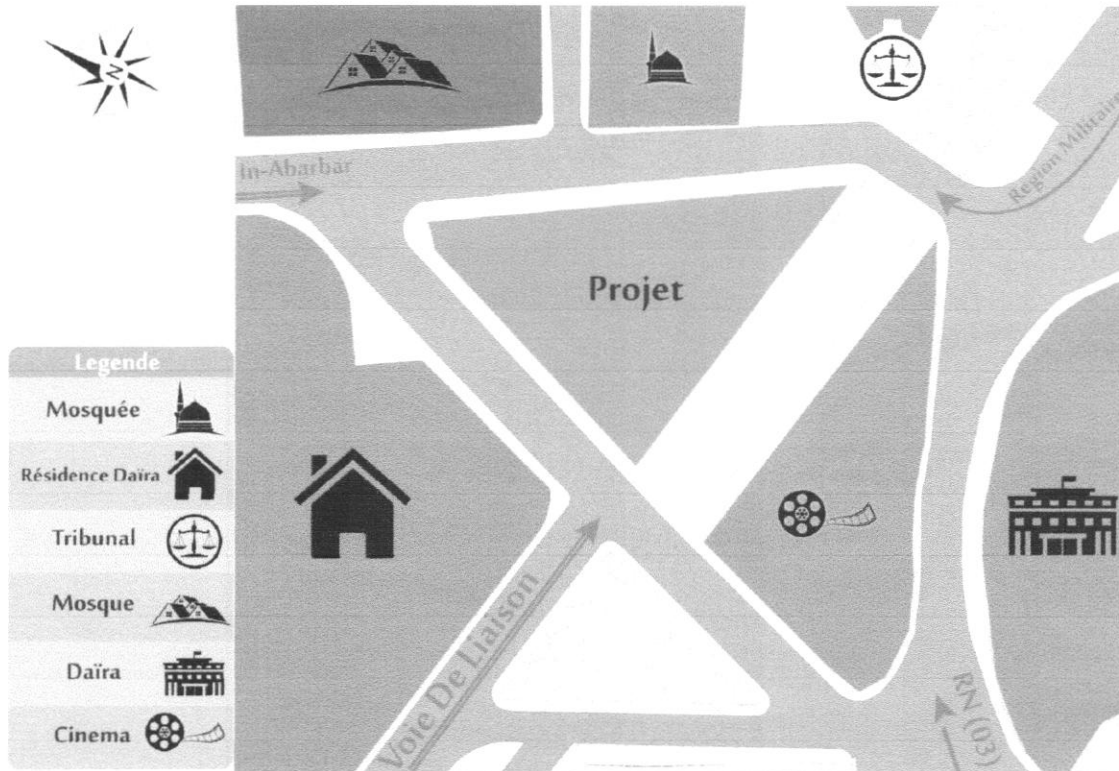 N
In-Abarbar
Region Militaire
Projet
Legende
Mosquée
Résidence Daïra
Tribunal
Mosque
Daïra
Cinema
Voie De Liaison
RN (03)